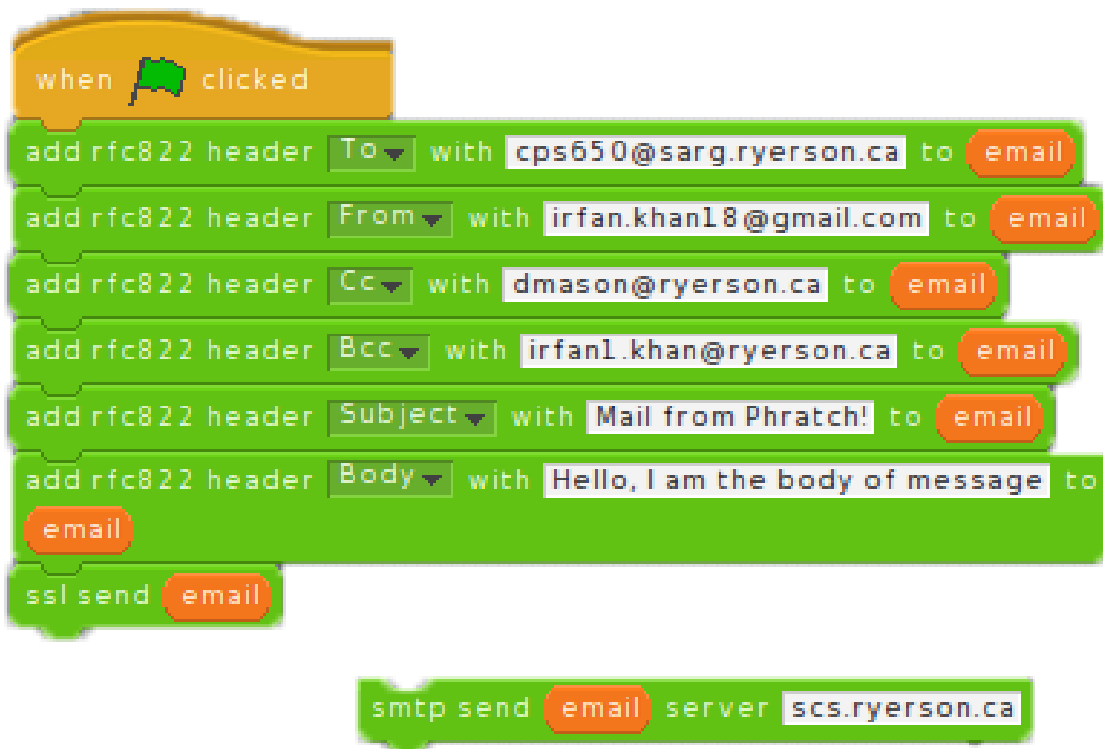 when clicked
add rfc822 header To with cps650@sarg.ryerson.ca to email
add rfc822 header From with irfan.khan18@gmail.com to email
add rfc822 header Cc with dmason@ryerson.ca to email
add rfc822 header Bcc with irfan1.khan@ryerson.ca to email
add rfc822 header Subject with Mail from Phratch! to email
add rfc822 header Body with Hello, I am the body of message to
email
ssl send email
smtp send email server scs.ryerson.ca